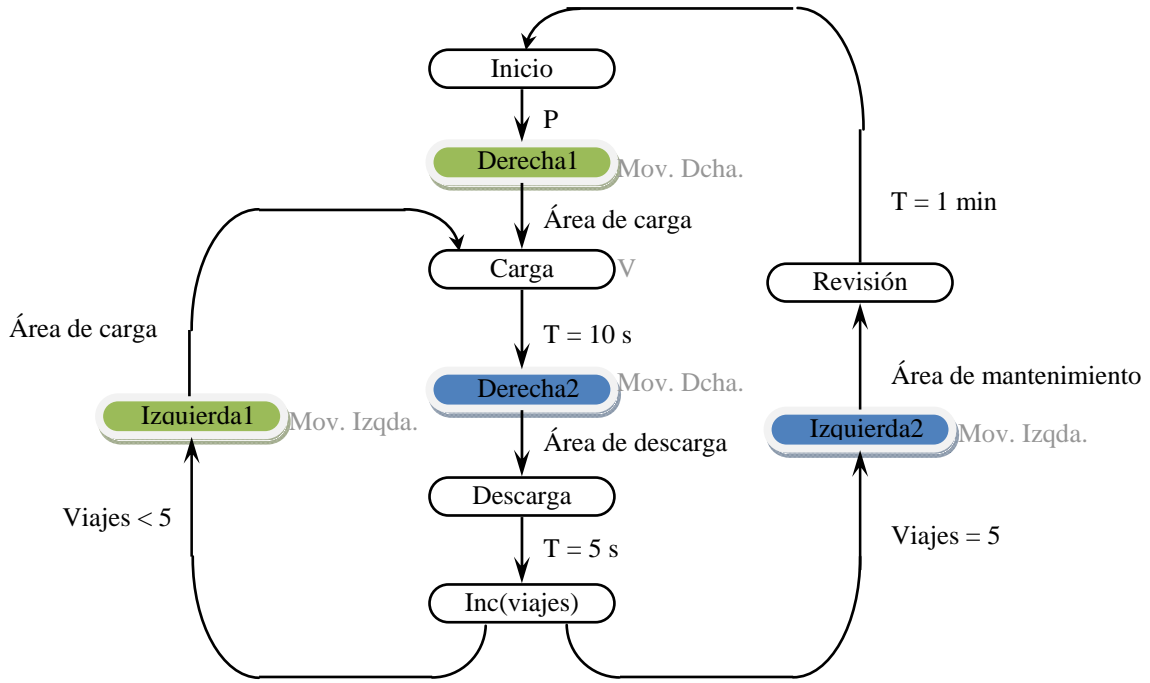 Inicio
P
Derecha1
Mov. Dcha.
T = 1 min
Área de carga
Carga
V
Revisión
Área de carga
T = 10 s
Derecha2
Mov. Dcha.
Área de mantenimiento
Izquierda1
Mov. Izqda.
Área de descarga
Izquierda2
Mov. Izqda.
Descarga
Viajes < 5
T = 5 s
Viajes = 5
Inc(viajes)